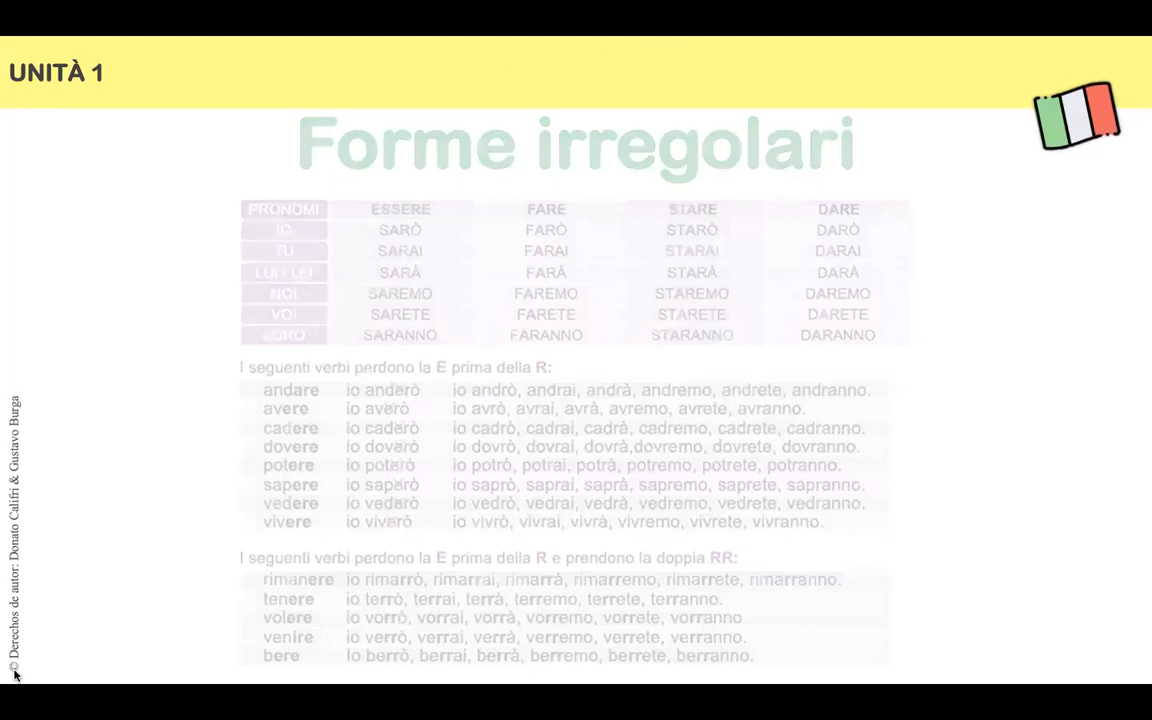 UNITÀ 1
Forme irregolari
PRONOMI ESSERE FARE STARE DARE
IO SARÒ FARÒ STARÒ DARÒ
TU SARAI FARAI STARAI DARAI
LUI / LEI SARÀ FARÀ STARÀ DARÀ
NOI SAREMO FAREMO STAREMO DAREMO
VOI SARETE FARETE STARETE DARETE
LORO SARANNO FARANNO STARANNO DARANNO
I seguenti verbi perdono la E prima della R:
andare io anderò io andrò, andrai, andrà, andremo, andrete, andranno.
avere io averò io avrò, avrai, avrà, avremo, avrete, avranno.
cadere io caderò io cadrò, cadrai, cadrà, cadremo, cadrete, cadranno.
dovere io doverò io dovrò, dovrai, dovrà,dovremo, dovrete, dovranno.
potere io poterò io potrò, potrai, potrà, potremo, potrete, potranno.
sapere io saperò io saprò, saprai, saprà, sapremo, saprete, sapranno.
vedere io vederò io vedrò, vedrai, vedrà, vedremo, vedrete, vedranno.
vivere io viverò io vivrò, vivrai, vivrà, vivremo, vivrete, vivranno.
I seguenti verbi perdono la E prima della R e prendono la doppia RR:
rimanere io rimarrò, rimarrai, rimarrà, rimarremo, rimarrete, rimarranno.
tenere io terrò, terrai, terrà, terremo, terrete, terranno.
volere io vorrò, vorrai, vorrà, vorremo, vorrete, vorranno
venire io verrò, verrai, verrà, verremo, verrete, verranno.
bere Io berrò, berrai, berrà, berremo, berrete, berranno.
© Derechos de autor: Donato Califri & Gustavo Burga